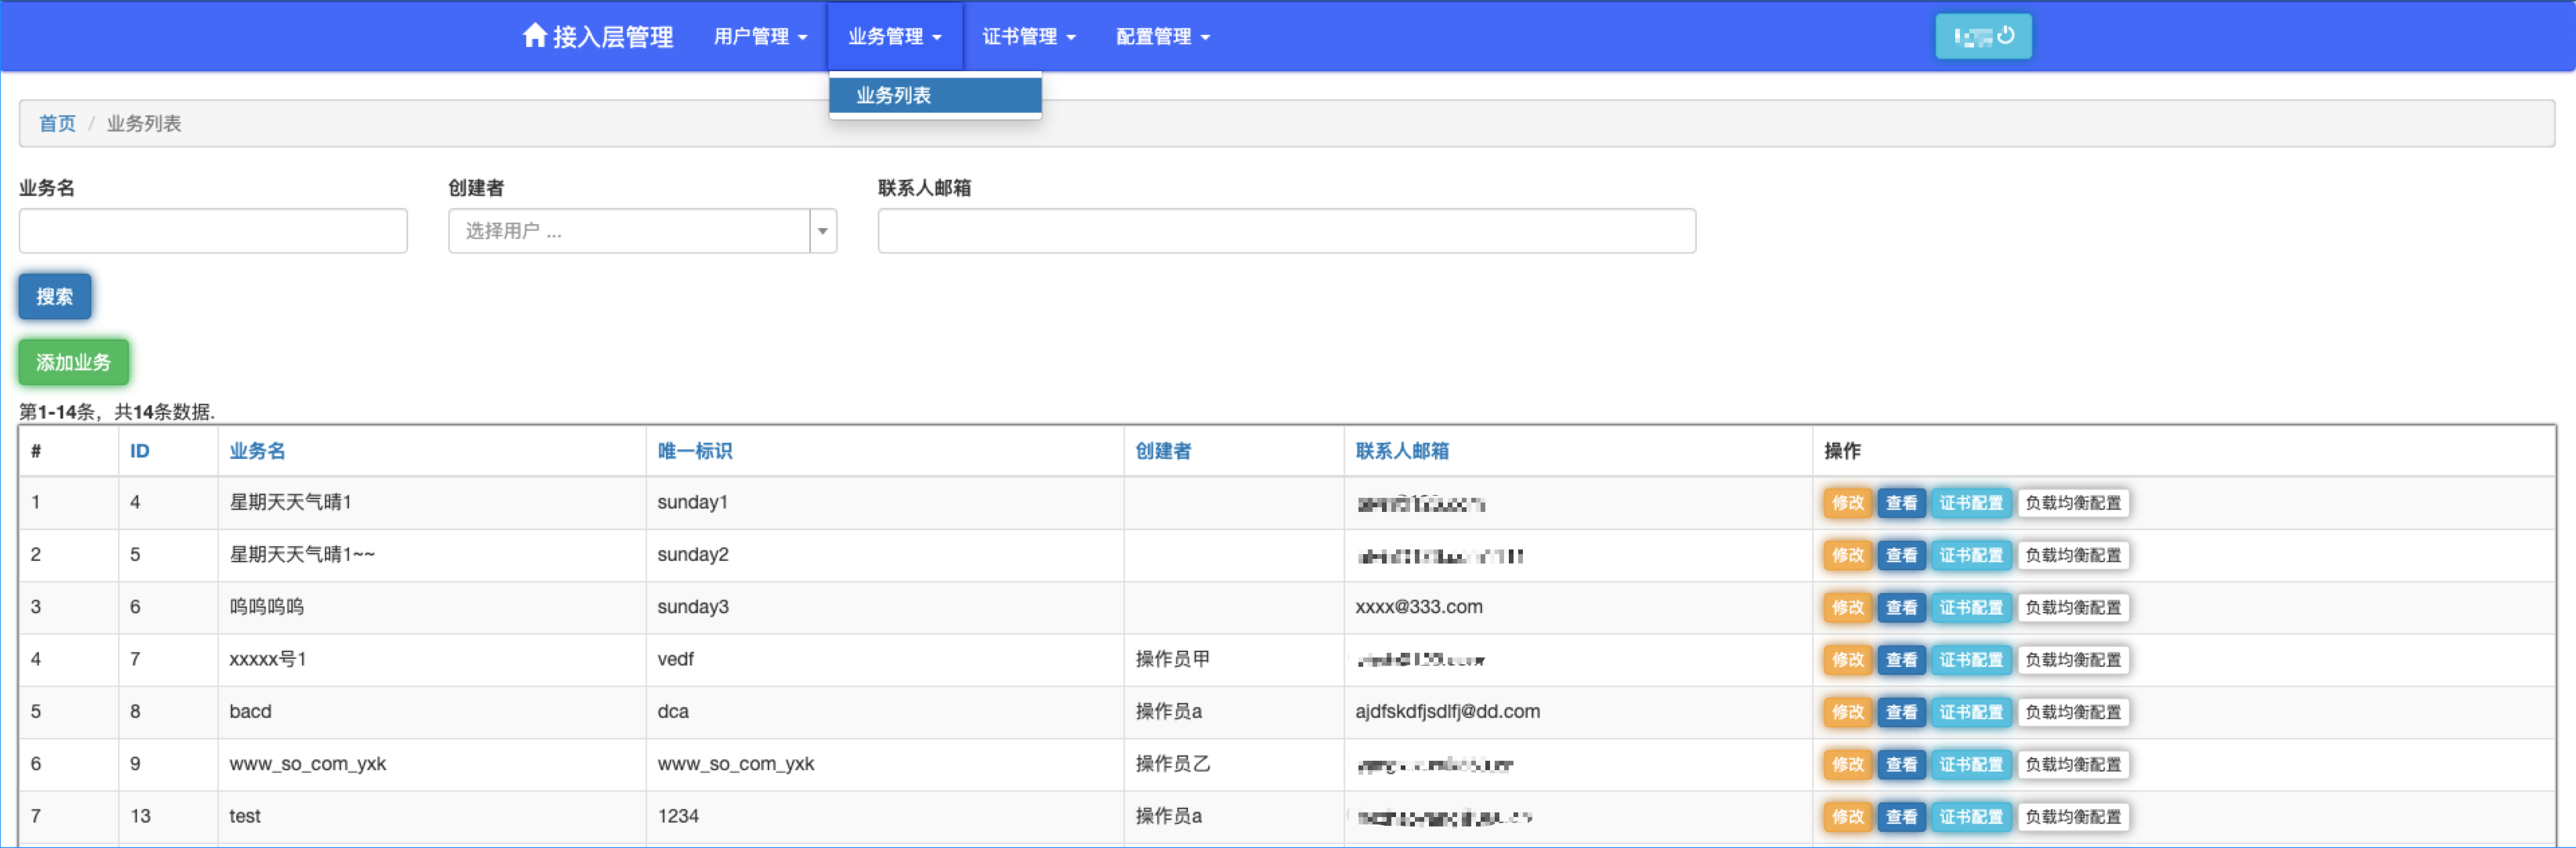 接入层管理 用户管理 业务管理 证书管理 配置管理
业务列表
首页 / 业务列表
业务名 创建者 联系人邮箱
选择用户 ...
搜索
添加业务
第1-14条，共14条数据.
# ID 业务名 唯一标识 创建者 联系人邮箱 操作
1 4 星期天天气晴1 sunday1 修改 查看 证书配置 负载均衡配置
2 5 星期天天气晴1~~ sunday2 修改 查看 证书配置 负载均衡配置
3 6 呜呜呜呜 sunday3 xxxx@333.com 修改 查看 证书配置 负载均衡配置
4 7 xxxxx号1 vedf 操作员甲 修改 查看 证书配置 负载均衡配置
5 8 bacd dca 操作员a ajdfskdfjsdlfj@dd.com 修改 查看 证书配置 负载均衡配置
6 9 www_so_com_yxk www_so_com_yxk 操作员乙 修改 查看 证书配置 负载均衡配置
7 13 test 1234 操作员a 修改 查看 证书配置 负载均衡配置